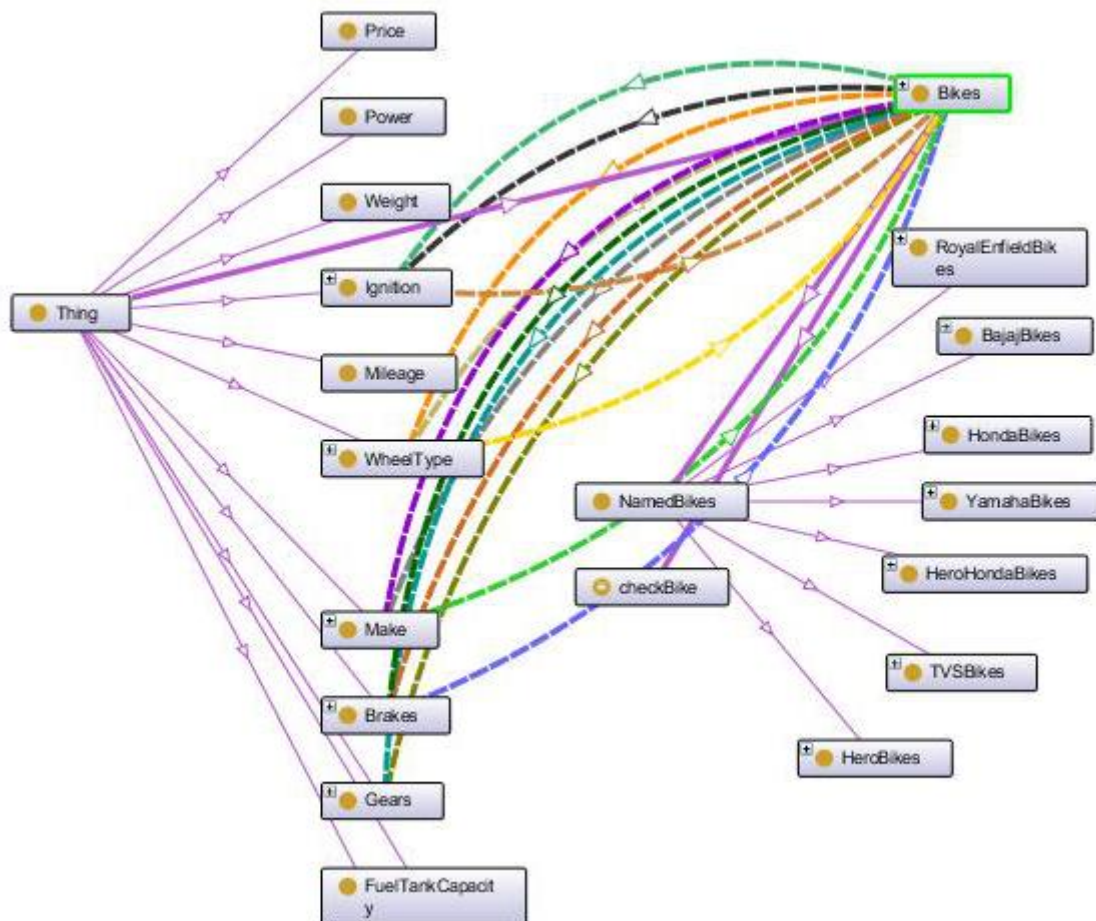 Price
Bikes
Power
Weight
RoyalEnfieldBik
es
Ignition
Thing
BajajBikes
Mileage
WheelType
HondaBikes
NamedBikes
YamahaBikes
HeroHondaBikes
checkBike
Make
TVSBikes
Brakes
HeroBikes
Gears
FuelTankCapacit
y